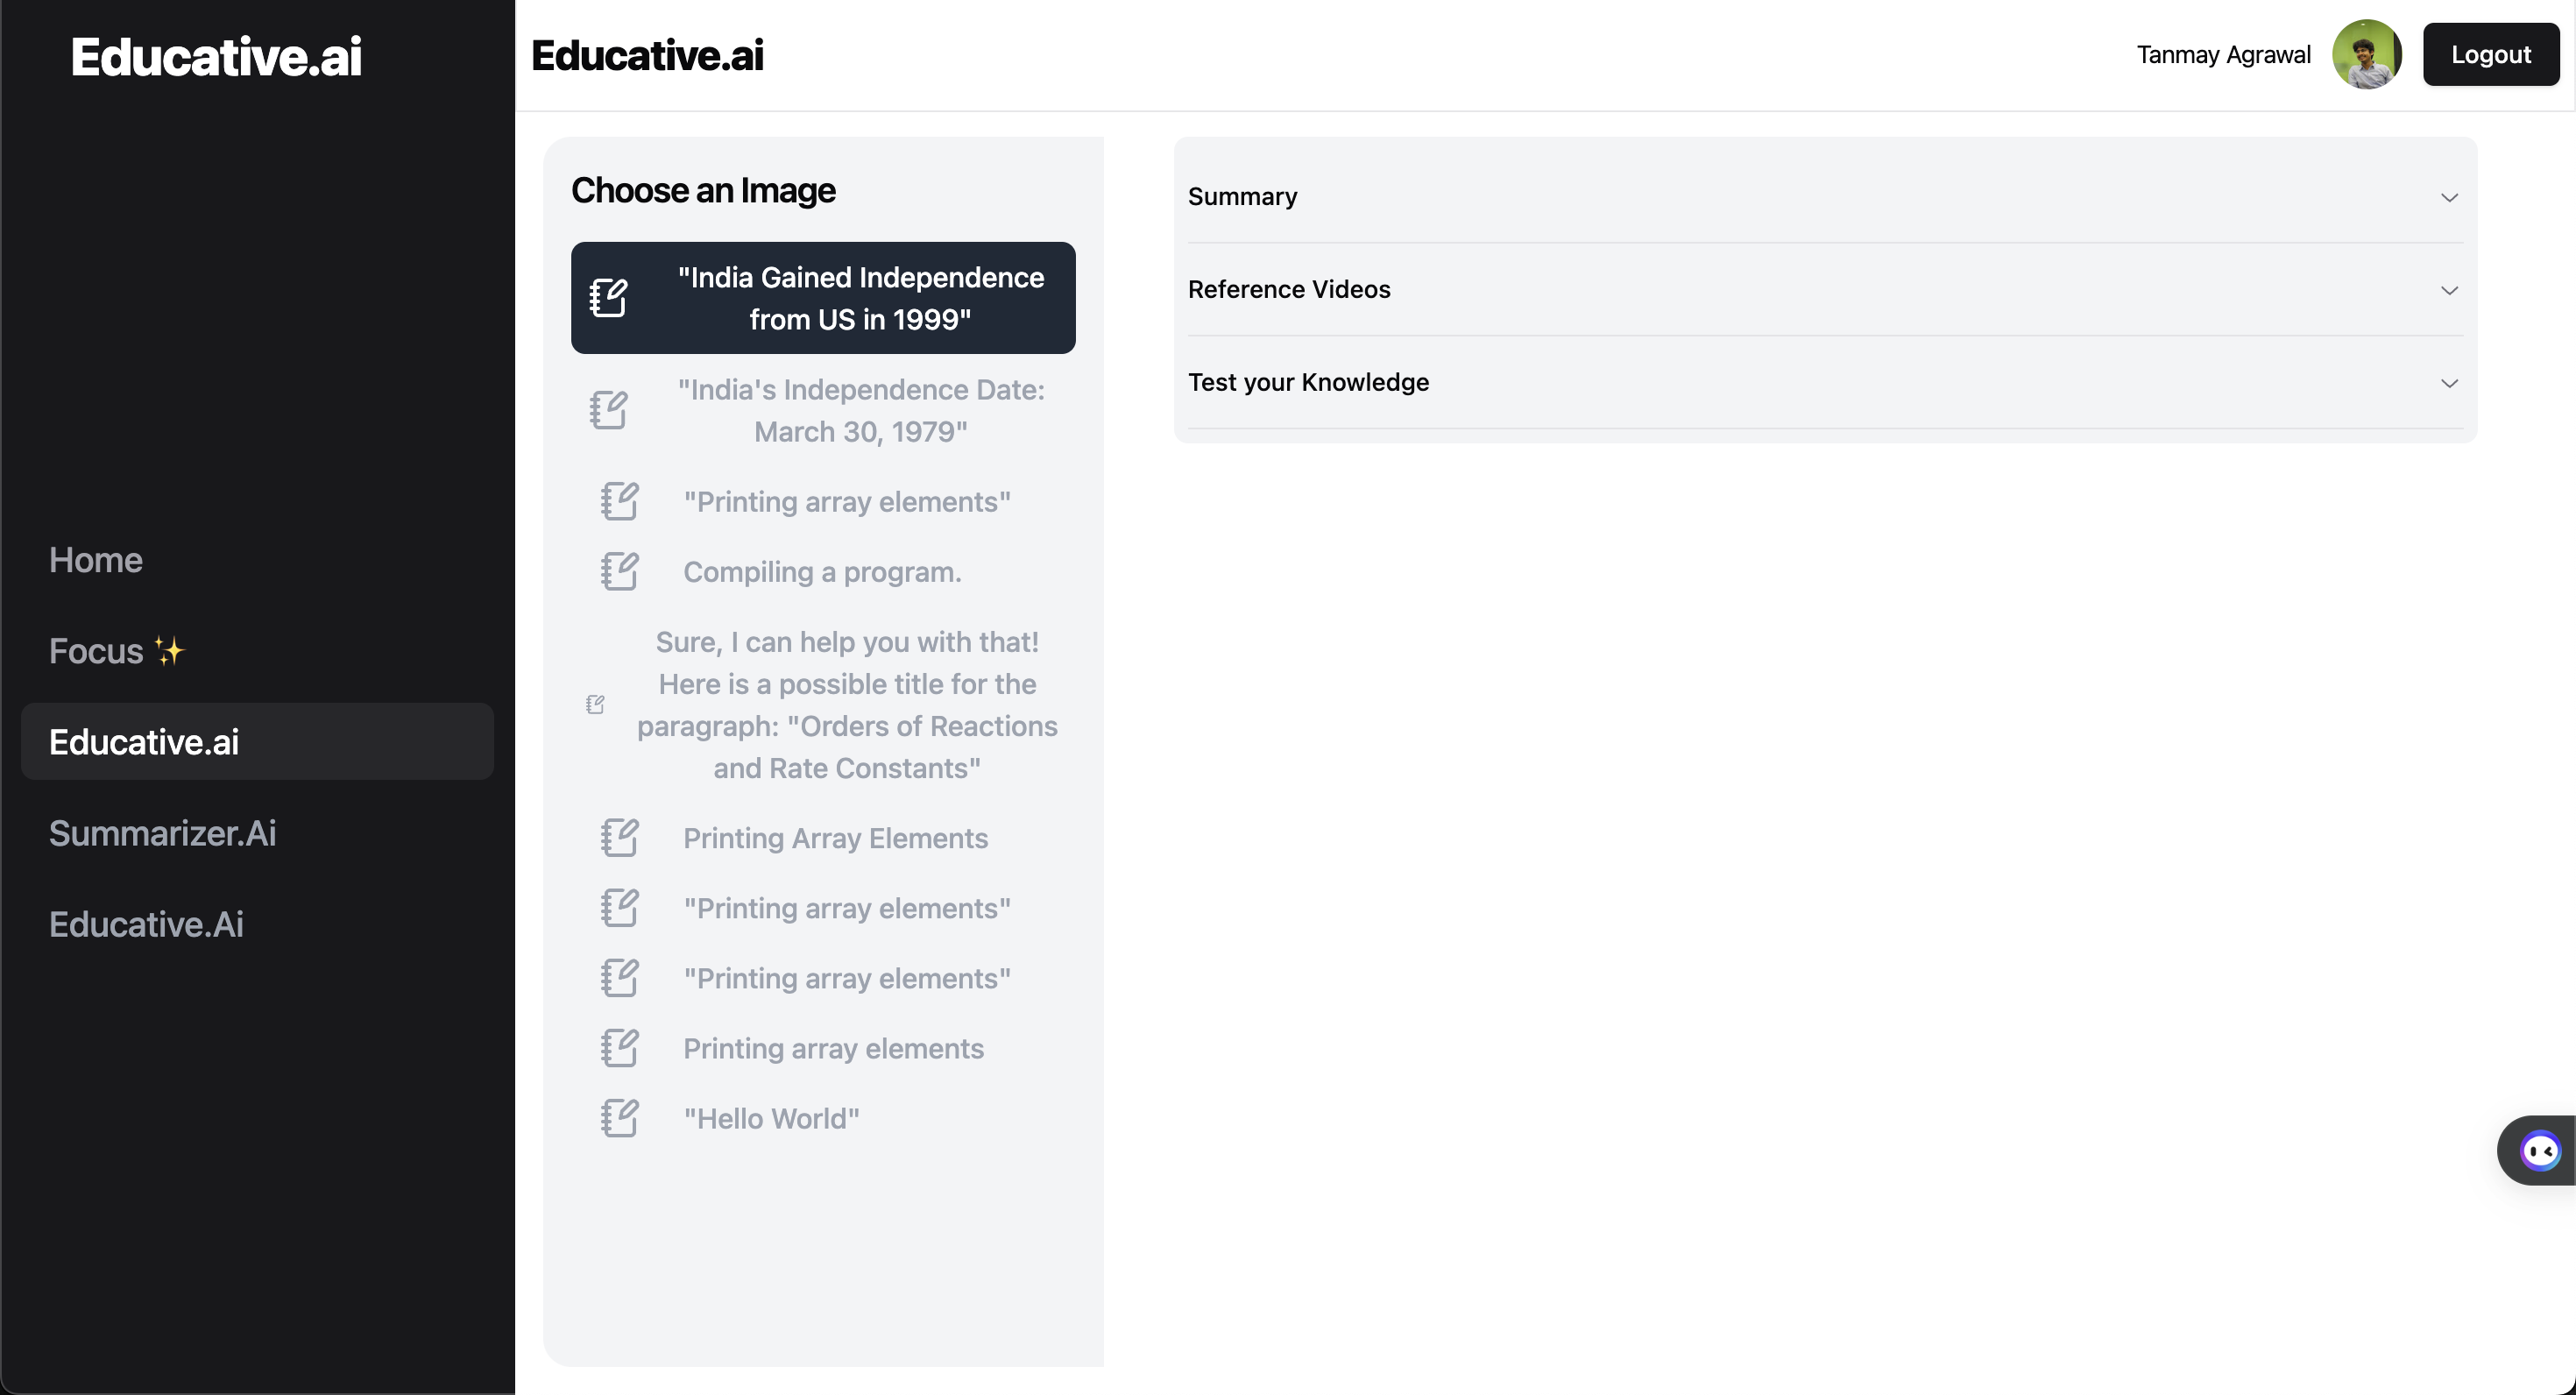 Educative.ai
Home
Focus ✨
Educative.ai
Summarizer.Ai
Educative.Ai
Educative.ai
Tanmay Agrawal
Logout
Choose an Image
"India Gained Independence
from US in 1999"
"India's Independence Date:
March 30, 1979"
"Printing array elements"
Compiling a program.
Sure, I can help you with that!
Here is a possible title for the
paragraph: "Orders of Reactions
and Rate Constants"
Printing Array Elements
"Printing array elements"
"Printing array elements"
Printing array elements
"Hello World"
Summary
Reference Videos
Test your Knowledge